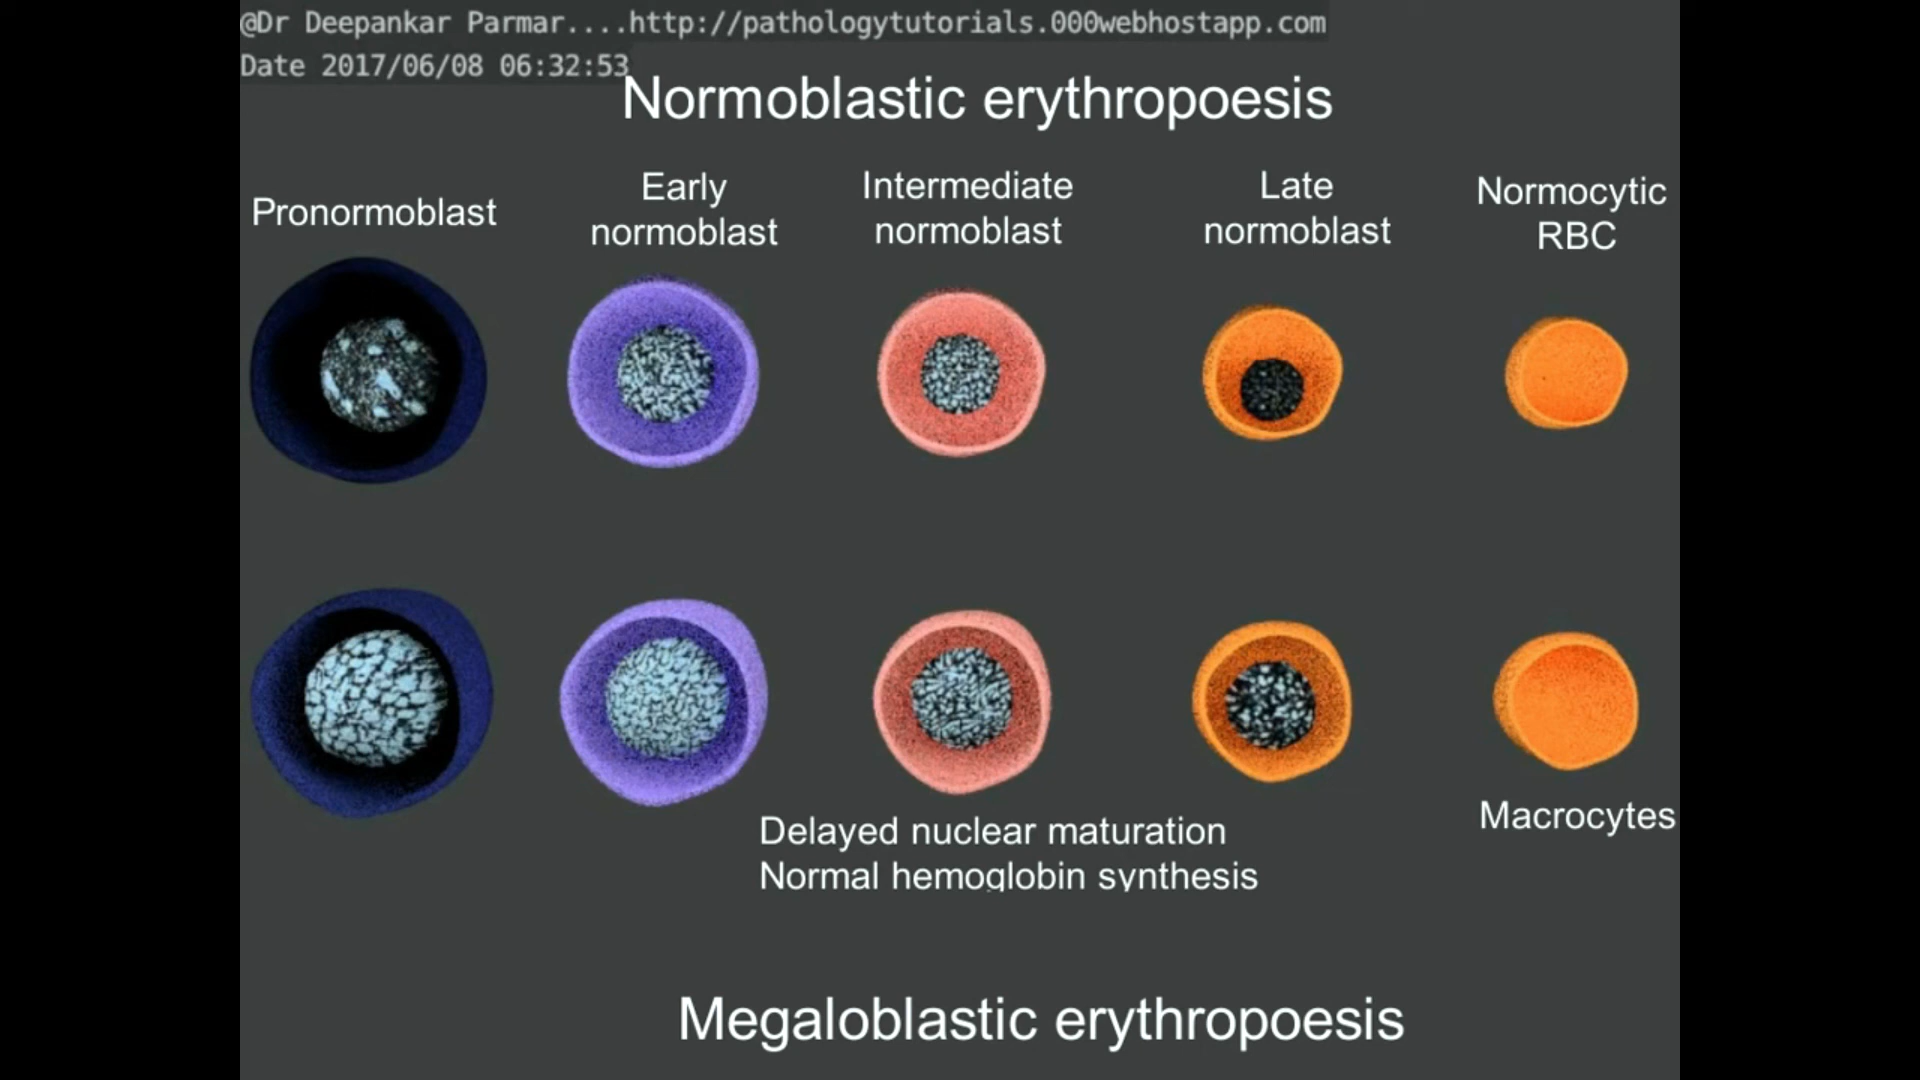 @Dr Deepankar Parmar....http://pathologytutorials.000webhostapp.com
Date 2017/06/08 06:32:53
Normoblastic erythropoesis
Pronormoblast
Early
normoblast
Intermediate
normoblast
Late
normoblast
Normocytic
RBC
Delayed nuclear maturation
Normal hemoglobin synthesis
Macrocytes
Megaloblastic erythropoesis